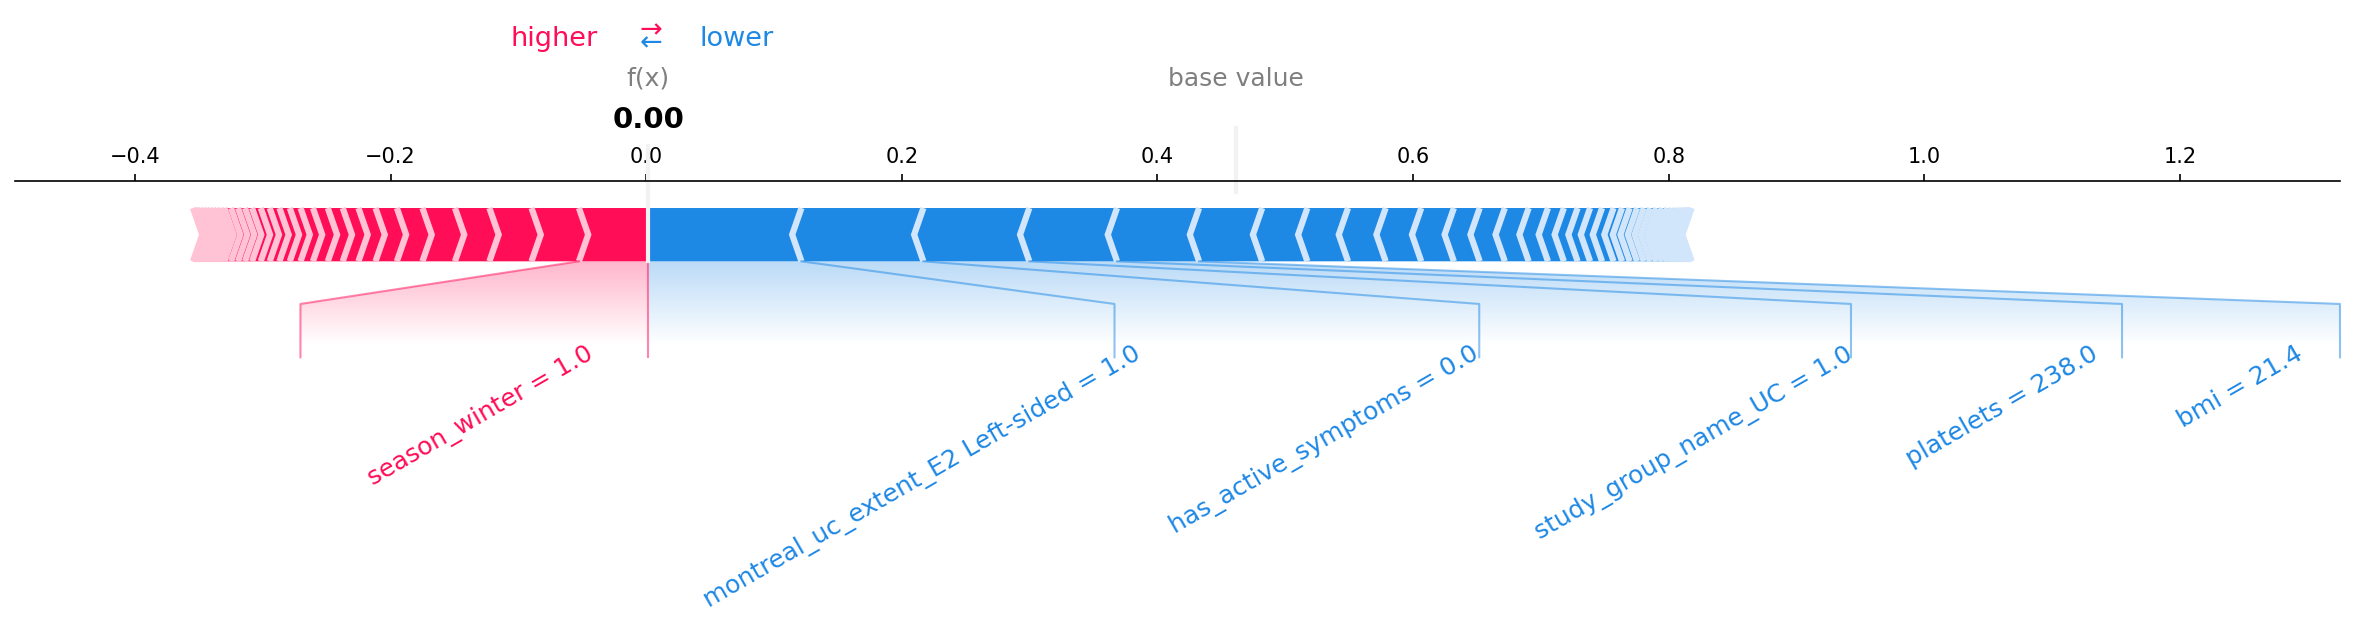 higher ⇄ lower
f(x) base value
0.00
−0.4 −0.2 0.0 0.2 0.4 0.6 0.8 1.0 1.2
season_winter = 1.0
montreal_uc_extent_E2 Left-sided = 1.0
has_active_symptoms = 0.0
study_group_name_UC = 1.0
platelets = 238.0
bmi = 21.4